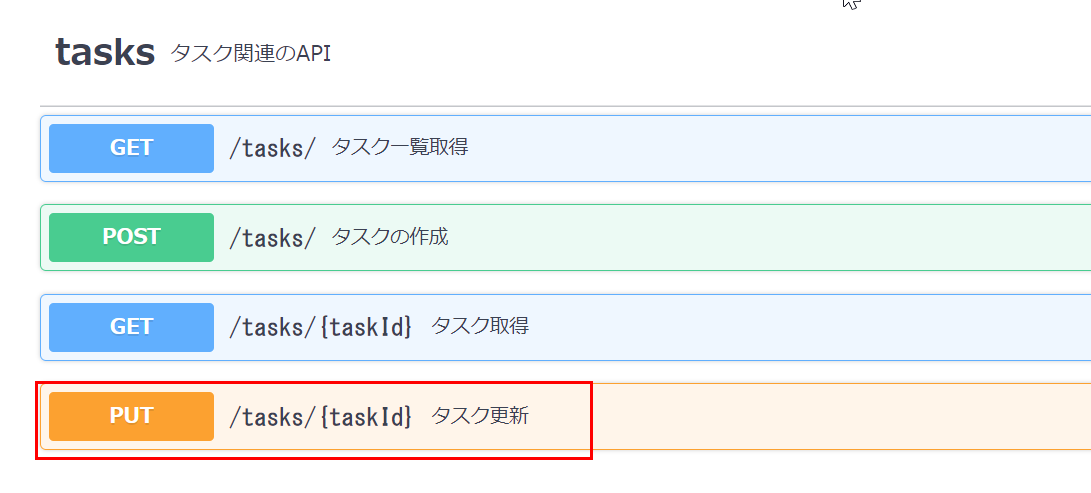 tasks タスク関連のAPI
GET /tasks/ タスク一覧取得
POST /tasks/ タスクの作成
GET /tasks/{taskId} タスク取得
PUT /tasks/{taskId} タスク更新